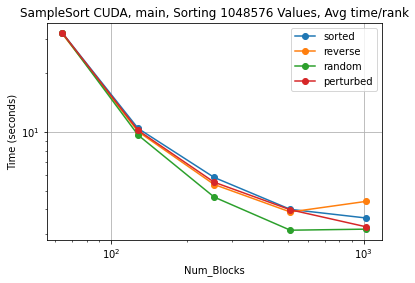 SampleSort CUDA, main, Sorting 1048576 Values, Avg time/rank
sorted
reverse
random
perturbed
Time (seconds)
10¹
10² 10³
Num_Blocks